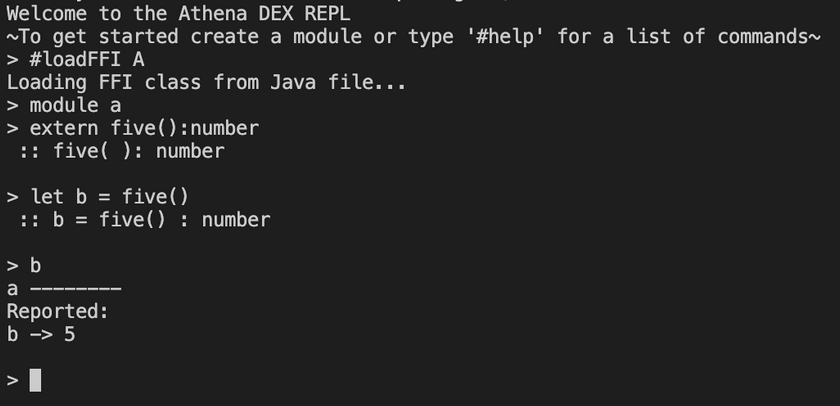 Welcome to the Athena DEX REPL
~To get started create a module or type '#help' for a list of commands~
> #loadFFI A
Loading FFI class from Java file...
> module a
> extern five():number
 :: five( ): number
> let b = five()
 :: b = five() : number
> b
a --------
Reported:
b -> 5
>